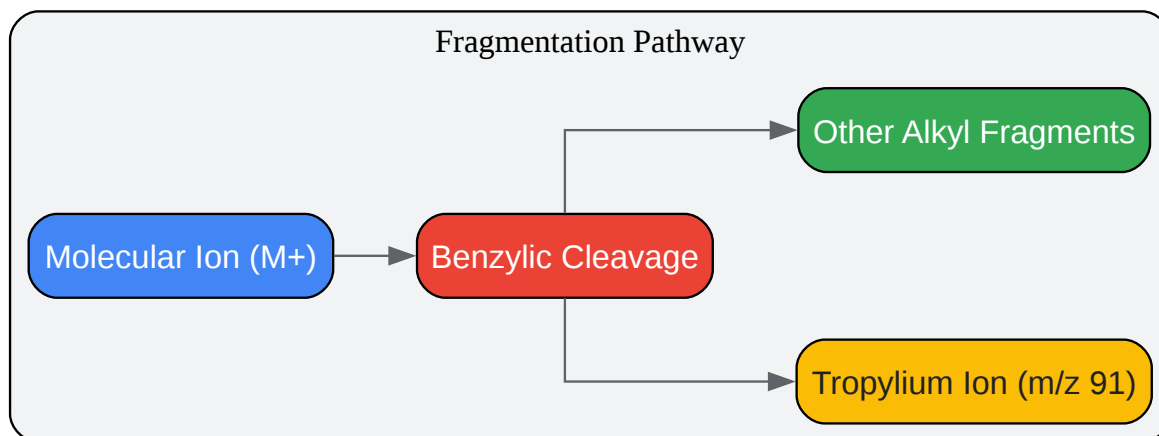 Fragmentation Pathway
Other Alkyl Fragments
Molecular Ion (M+)
Benzylic Cleavage
Tropylium Ion (m/z 91)